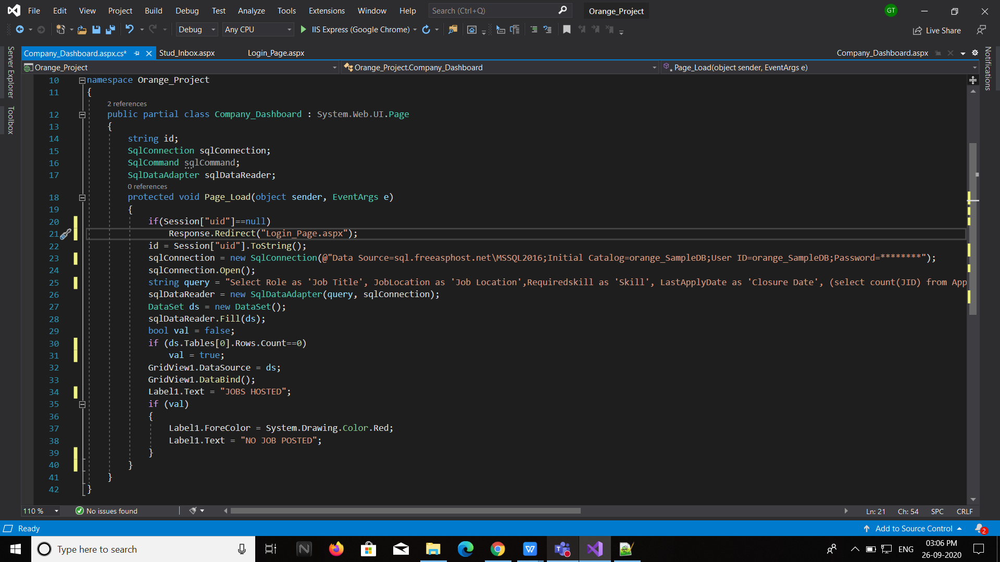 File Edit View Project Build Debug Test Analyze Tools Extensions Window Help Search (Ctrl+Q) Orange_Project GT
Debug Any CPU IIS Express (Google Chrome) Live Share
Company_Dashboard.aspx.cs* Stud_Inbox.aspx Login_Page.aspx Company_Dashboard.aspx
Server Explorer
Toolbox
Notifications
Orange_Project Orange_Project.Company_Dashboard Page_Load(object sender, EventArgs e)
10 namespace Orange_Project
11 {
2 references
12 public partial class Company_Dashboard : System.Web.UI.Page
13 {
14 string id;
15 SqlConnection sqlConnection;
16 SqlCommand sqlCommand;
17 SqlDataAdapter sqlDataReader;
0 references
18 protected void Page_Load(object sender, EventArgs e)
19 {
20 if(Session["uid"]==null)
21 Response.Redirect("Login_Page.aspx");
22 id = Session["uid"].ToString();
23 sqlConnection = new SqlConnection(@"Data Source=sql.freeasphost.net\MSSQL2016;Initial Catalog=orange_SampleDB;User ID=orange_SampleDB;Password=********");
24 sqlConnection.Open();
25 string query = "Select Role as 'Job Title', JobLocation as 'Job Location',Requiredskill as 'Skill', LastApplyDate as 'Closure Date', (select count(JID) from App
26 sqlDataReader = new SqlDataAdapter(query, sqlConnection);
27 DataSet ds = new DataSet();
28 sqlDataReader.Fill(ds);
29 bool val = false;
30 if (ds.Tables[0].Rows.Count==0)
31 val = true;
32 GridView1.DataSource = ds;
33 GridView1.DataBind();
34 Label1.Text = "JOBS HOSTED";
35 if (val)
36 {
37 Label1.ForeColor = System.Drawing.Color.Red;
38 Label1.Text = "NO JOB POSTED";
39 }
40 }
41 }
42 }
110 % No issues found Ln: 21 Ch: 54 SPC CRLF
Ready Add to Source Control 2
Type here to search ENG 03:06 PM
26-09-2020